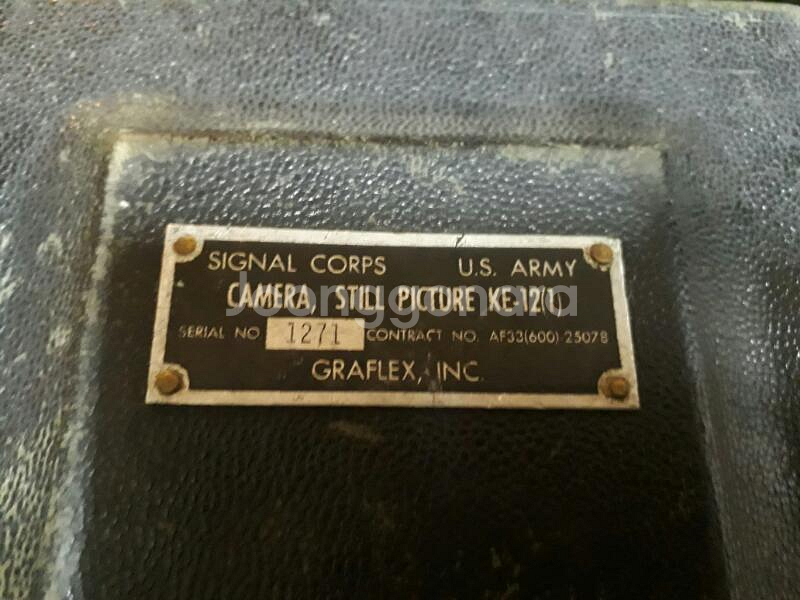 SIGNAL CORPS U.S. ARMY
CAMERA, STILL PICTURE KE-12(1)
Joonggonara
SERIAL NO 1271 CONTRACT NO. AF33(600)-25078
GRAFLEX, INC.